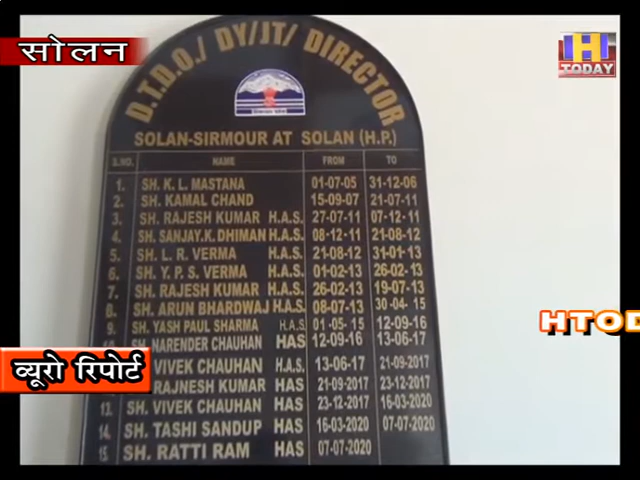 सोलन
HI
TODAY
D.T.D.O./ DY/JT/ DIRECTOR
SOLAN-SIRMOUR AT SOLAN (H.P.)
S.NO. NAME FROM TO
1. SH. K. L. MASTANA 01-07-05 31-12-06
2. SH. KAMAL CHAND 15-09-07 21-07-11
3. SH. RAJESH KUMAR H.A.S. 27-07-11 07-12-11
4. SH. SANJAY.K. DHIMAN H.A.S. 08-12-11 21-08-12
5. SH. L. R. VERMA H.A.S. 21-08-12 31-01-13
6. SH. Y. P. S. VERMA H.A.S. 01-02-13 26-02-13
7. SH. RAJESH KUMAR H.A.S. 26-02-13 19-07-13
8. SH. ARUN BHARDWAJ H.A.S. 08-07-13 30-04-15
9. SH. YASH PAUL SHARMA H.A.S. 01-05-15 12-09-16
10. SH. NARENDER CHAUHAN HAS 12-09-16 13-06-17
VIVEK CHAUHAN H.A.S. 13-06-17 21-09-2017
RAJNESH KUMAR HAS 21-09-2017 23-12-2017
13. SH. VIVEK CHAUHAN HAS 23-12-2017 16-03-2020
14. SH. TASHI SANDUP HAS 16-03-2020 07-07-2020
15. SH. RATTI RAM HAS 07-07-2020
HTOD
ब्यूरो रिपोर्ट